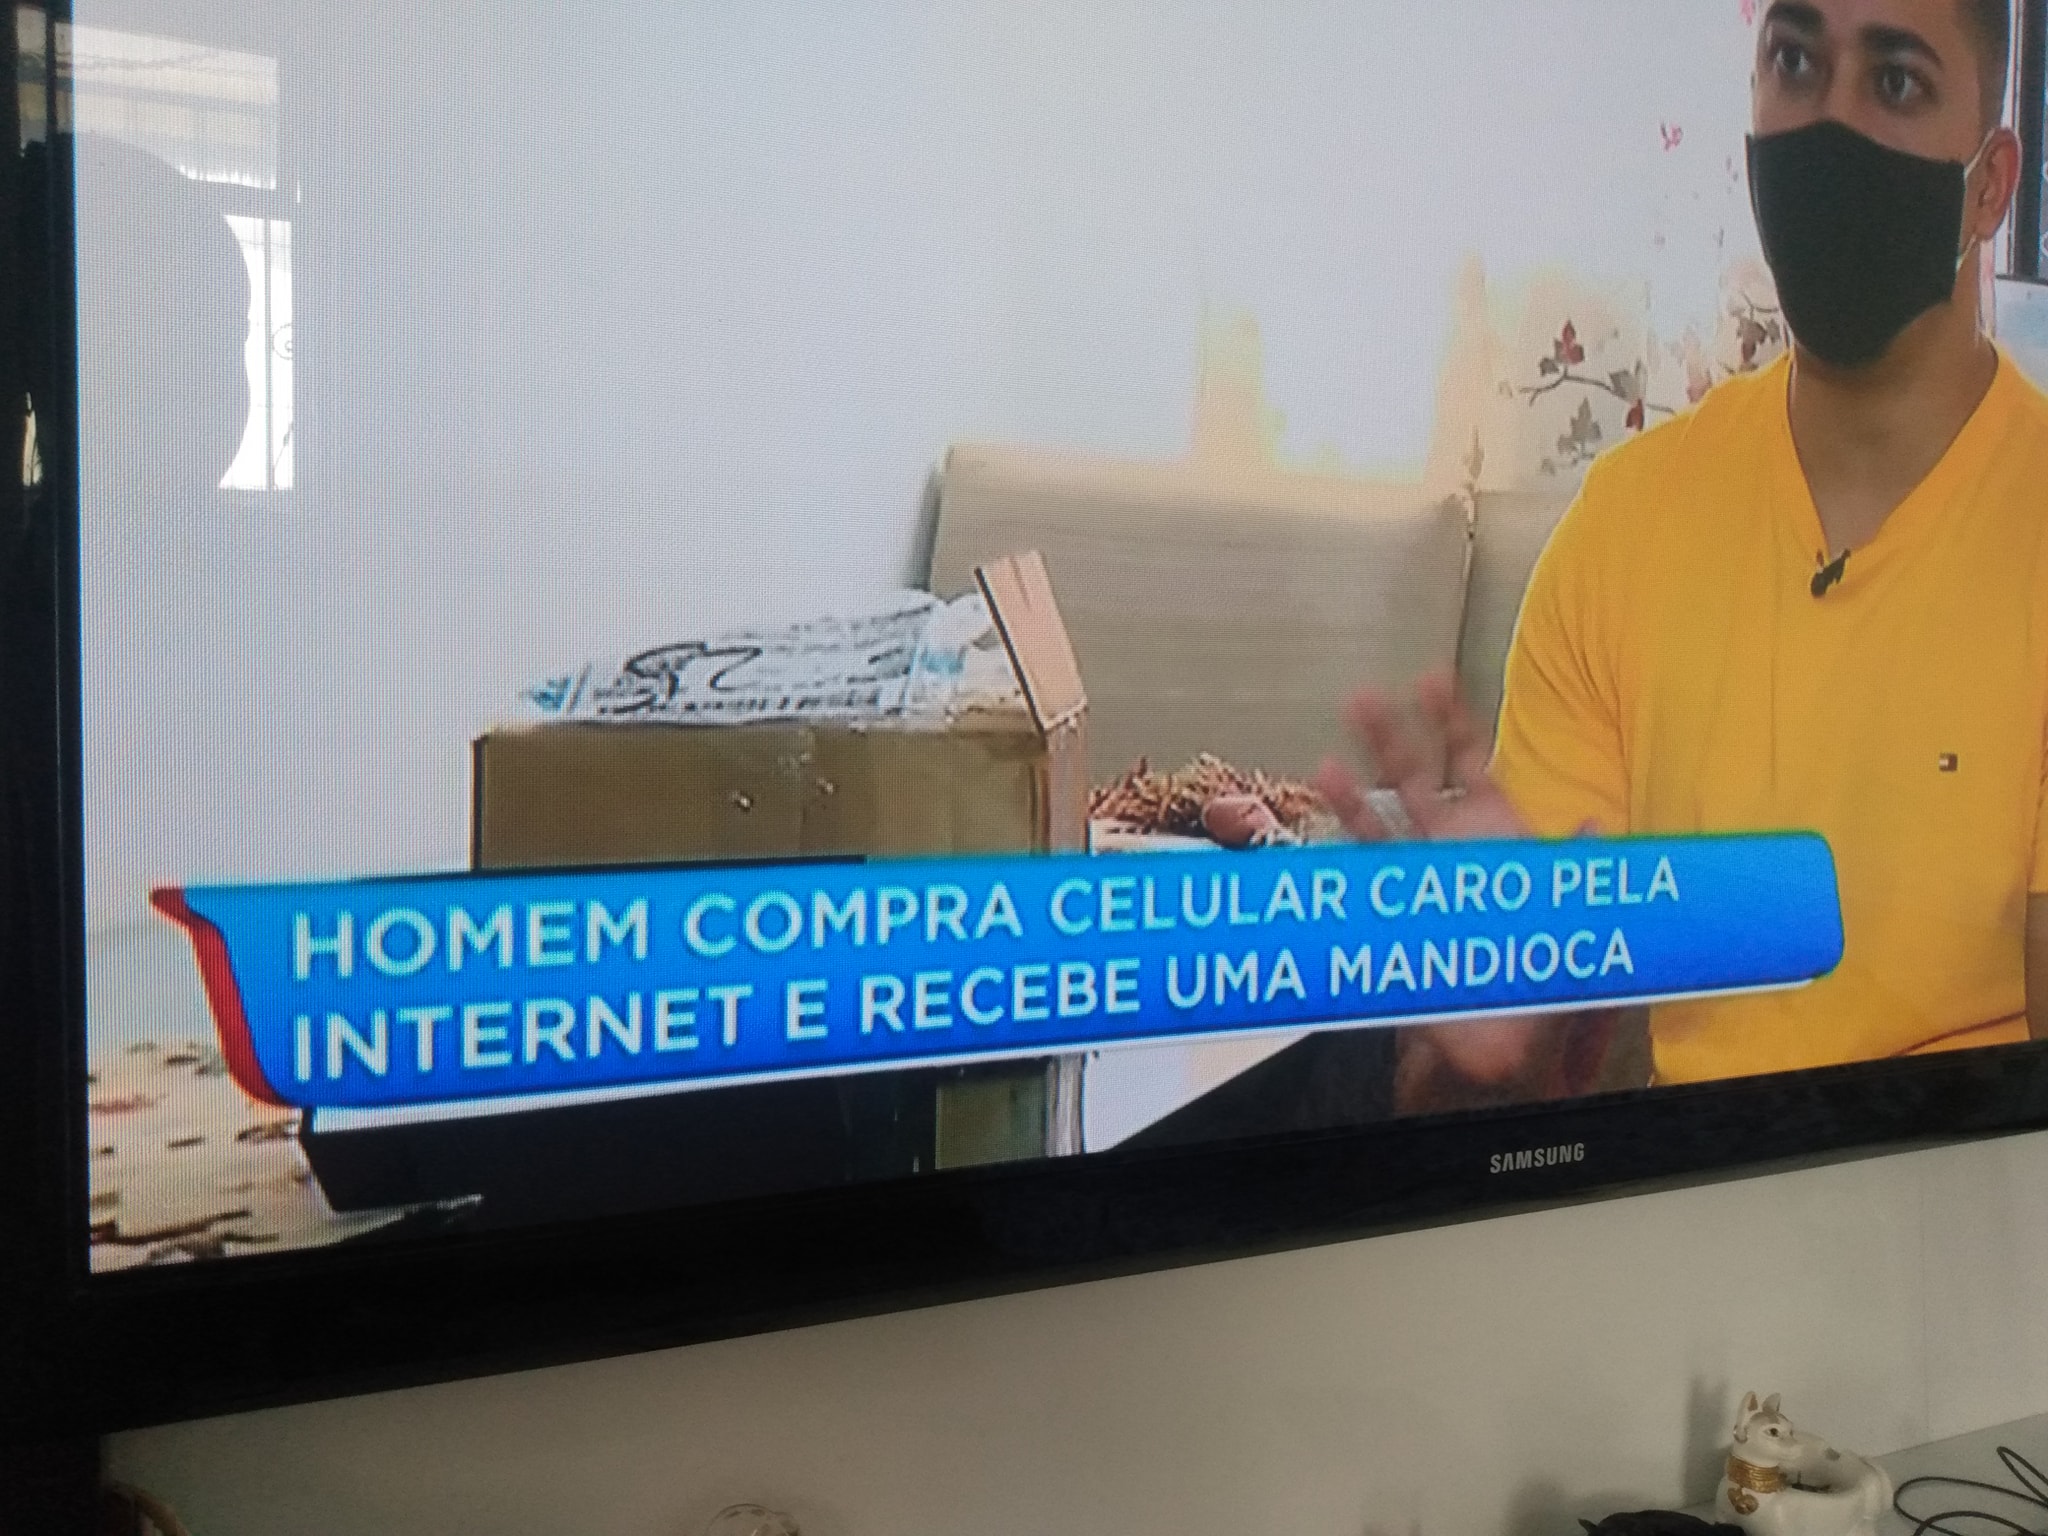 HOMEM COMPRA CELULAR CARO PELA
INTERNET E RECEBE UMA MANDIOCA
SAMSUNG